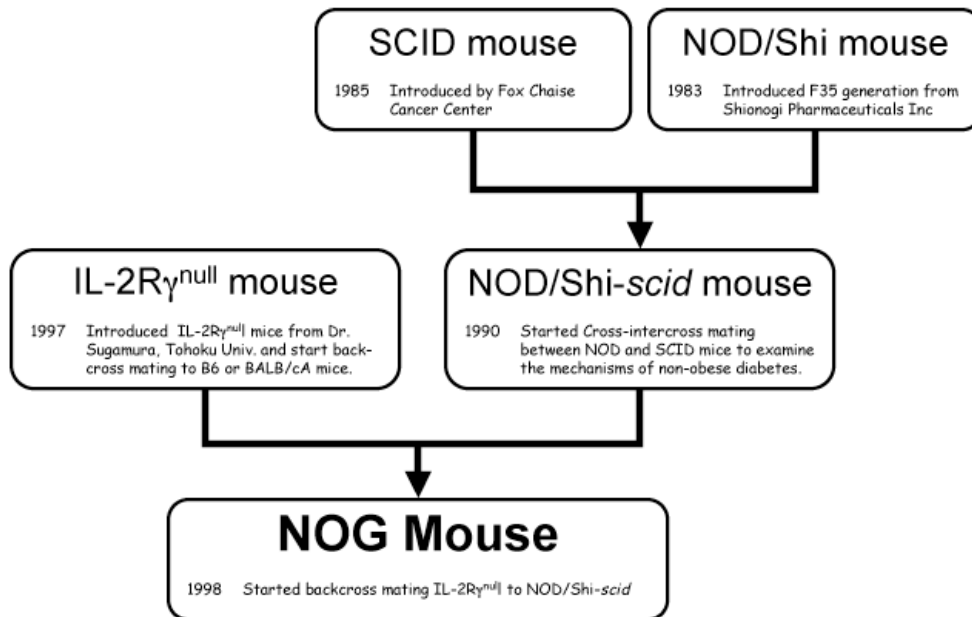 SCID mouse
1985 Introduced by Fox Chaise
Cancer Center
NOD/Shi mouse
1983 Introduced F35 generation from
Shionogi Pharmaceuticals Inc
IL-2Rγnull mouse
1997 Introduced IL-2Rγnull mice from Dr.
Sugamura, Tohoku Univ. and start back-
cross mating to B6 or BALB/cA mice.
NOD/Shi-scid mouse
1990 Started Cross-intercross mating
between NOD and SCID mice to examine
the mechanisms of non-obese diabetes.
NOG Mouse
1998 Started backcross mating IL-2Rγnull to NOD/Shi-scid